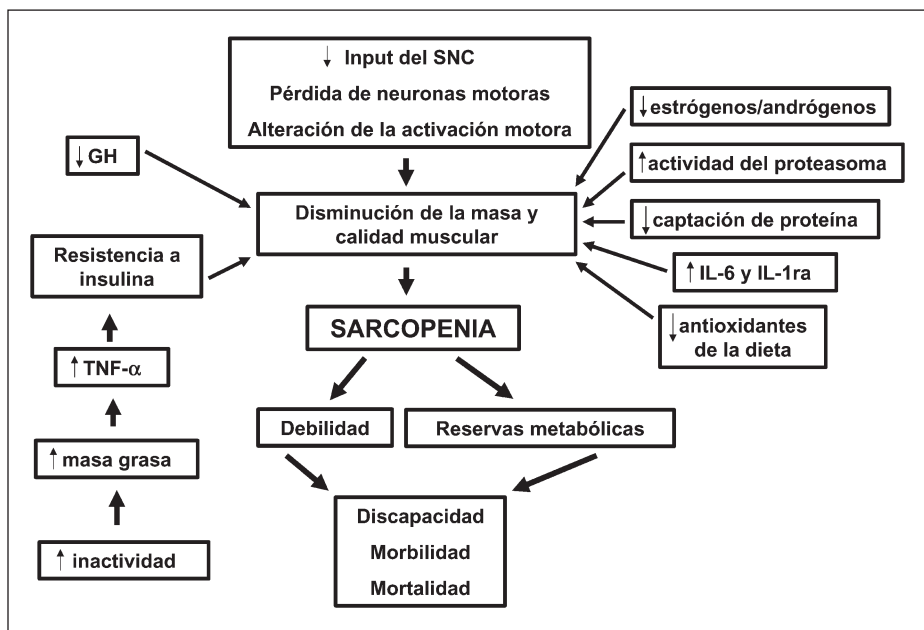 ↓ Input del SNC
Pérdida de neuronas motoras
Alteración de la activación motora
↓ GH
Disminución de la masa y
calidad muscular
↓ estrógenos/andrógenos
↑ actividad del proteasoma
↓ captación de proteína
↑ IL-6 y IL-1ra
↓ antioxidantes
de la dieta
Resistencia a
insulina
↑ TNF-α
↑ masa grasa
↑ inactividad
SARCOPENIA
Debilidad
Reservas metabólicas
Discapacidad
Morbilidad
Mortalidad